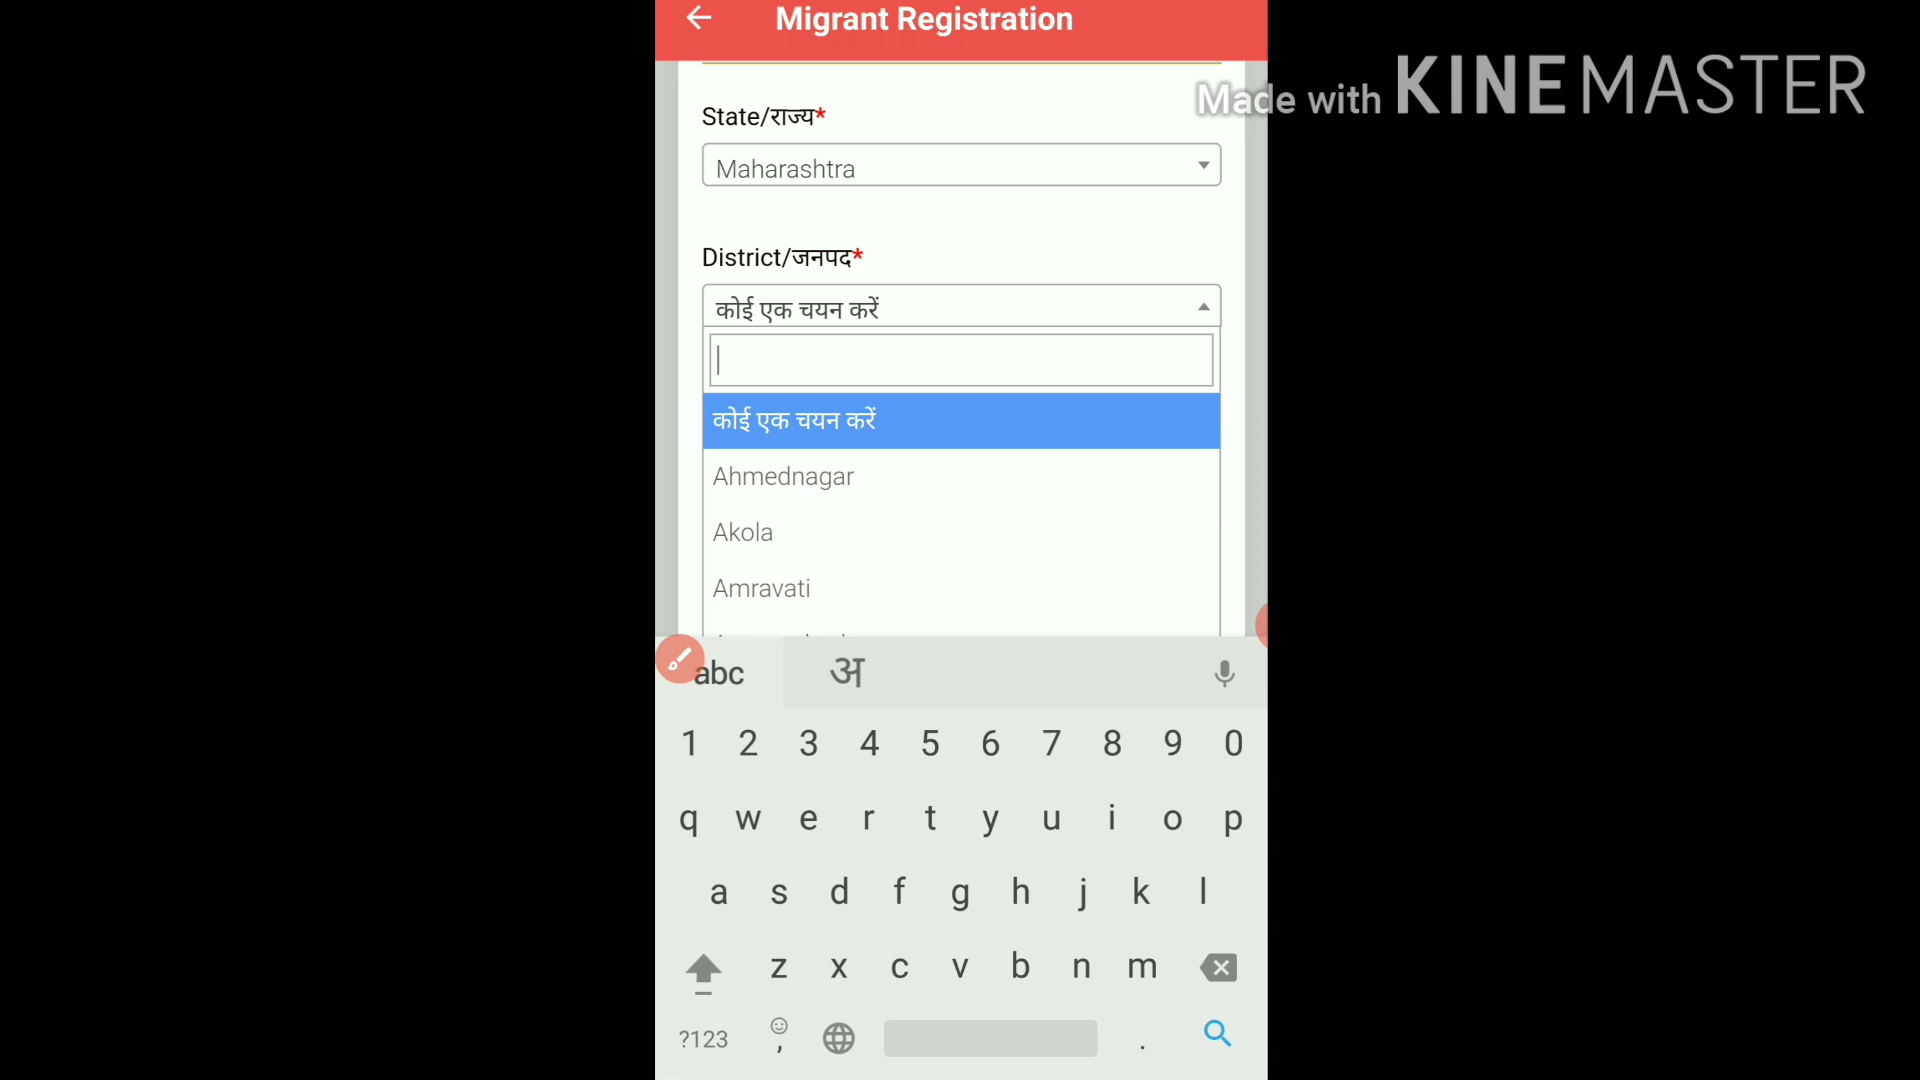 Migrant Registration
Made with KINEMASTER
State/राज्य*
Maharashtra
District/जनपद*
कोई एक चयन करें
कोई एक चयन करें
Ahmednagar
Akola
Amravati
abc अ
1 2 3 4 5 6 7 8 9 0
q w e r t y u i o p
a s d f g h j k l
z x c v b n m
?123 , .